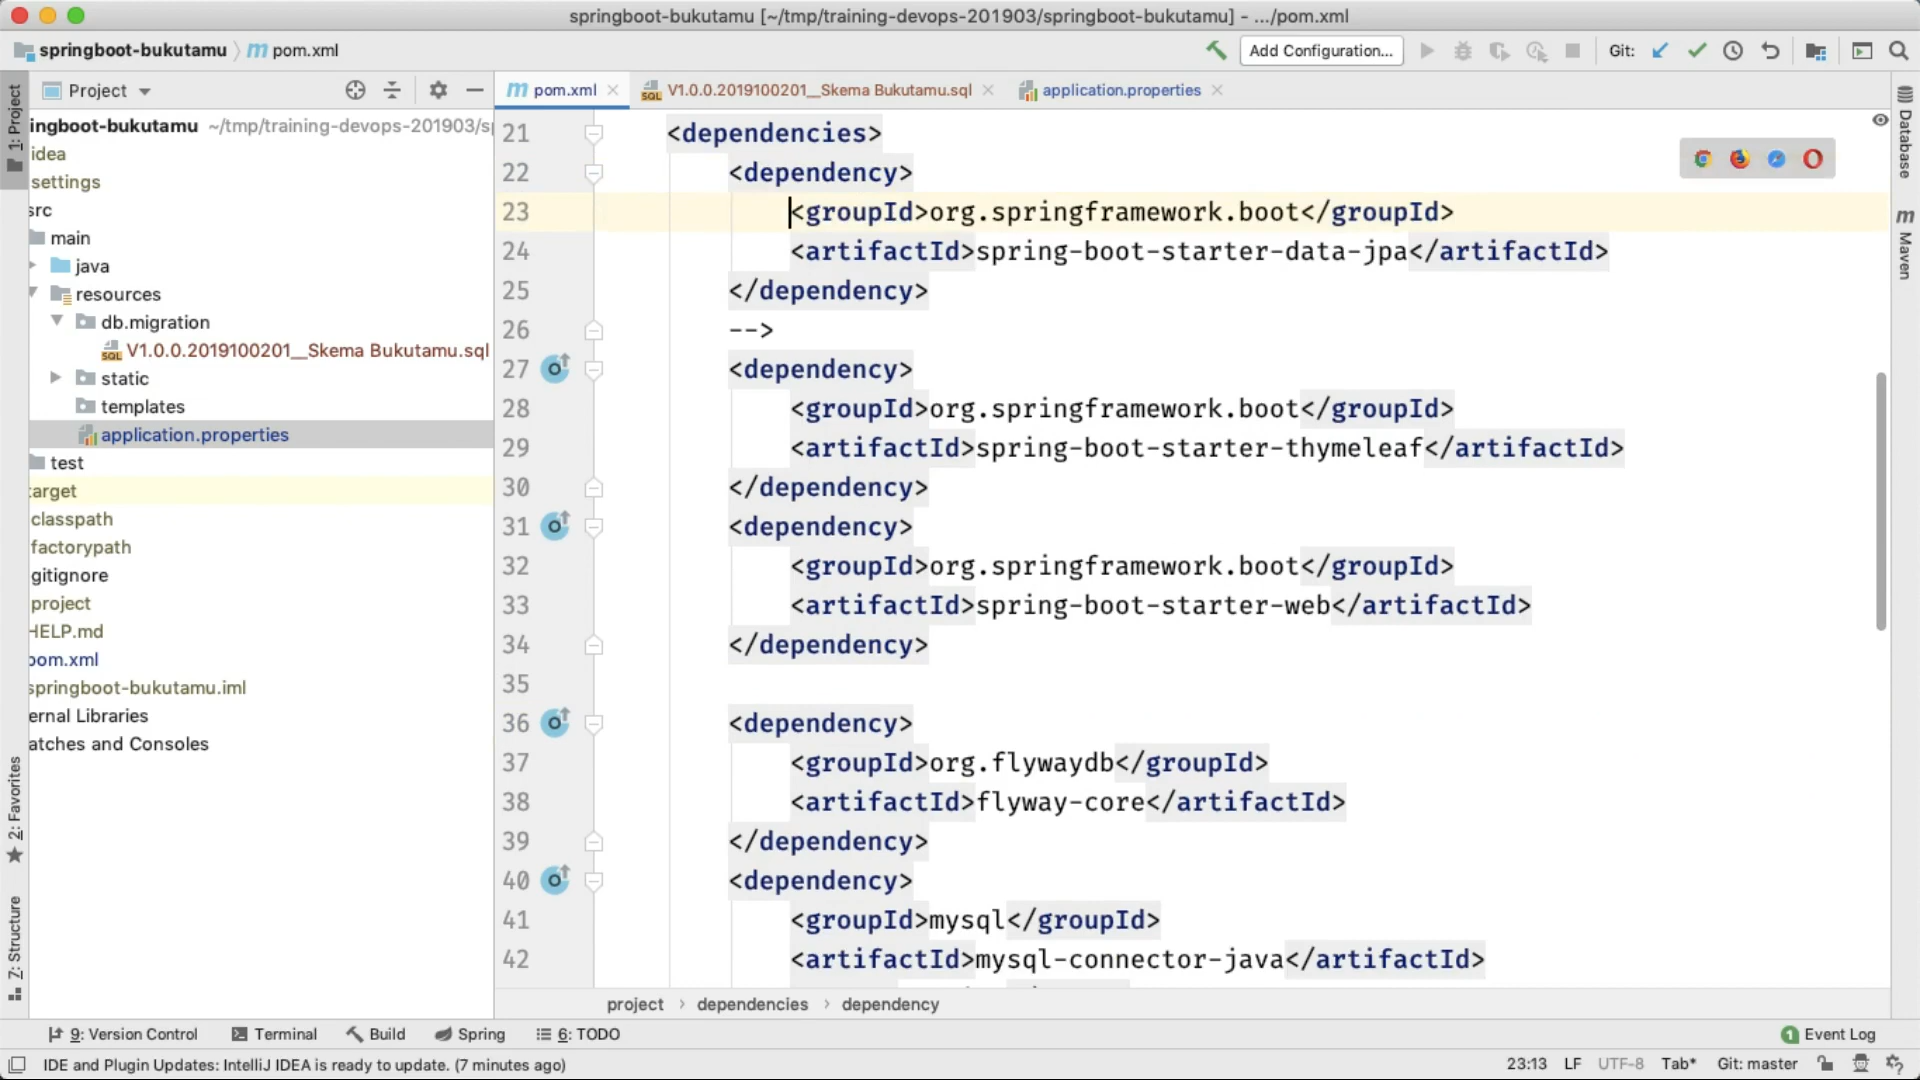 springboot-bukutamu [~/tmp/training-devops-201903/springboot-bukutamu] - .../pom.xml
springboot-bukutamu
pom.xml
Add Configuration...
Git:
1: Project
Project
pom.xml
V1.0.0.2019100201__Skema Bukutamu.sql
application.properties
ingboot-bukutamu ~/tmp/training-devops-201903/s
idea
settings
src
main
java
resources
db.migration
V1.0.0.2019100201__Skema Bukutamu.sql
static
templates
application.properties
test
target
classpath
factorypath
gitignore
project
HELP.md
pom.xml
springboot-bukutamu.iml
ernal Libraries
atches and Consoles
2: Favorites
7: Structure
21 <dependencies>
22 <dependency>
23 <groupId>org.springframework.boot</groupId>
24 <artifactId>spring-boot-starter-data-jpa</artifactId>
25 </dependency>
26 -->
27 <dependency>
28 <groupId>org.springframework.boot</groupId>
29 <artifactId>spring-boot-starter-thymeleaf</artifactId>
30 </dependency>
31 <dependency>
32 <groupId>org.springframework.boot</groupId>
33 <artifactId>spring-boot-starter-web</artifactId>
34 </dependency>
35
36 <dependency>
37 <groupId>org.flywaydb</groupId>
38 <artifactId>flyway-core</artifactId>
39 </dependency>
40 <dependency>
41 <groupId>mysql</groupId>
42 <artifactId>mysql-connector-java</artifactId>
Database
Maven
project › dependencies › dependency
9: Version Control
Terminal
Build
Spring
6: TODO
1 Event Log
IDE and Plugin Updates: IntelliJ IDEA is ready to update. (7 minutes ago)
23:13 LF UTF-8 Tab* Git: master